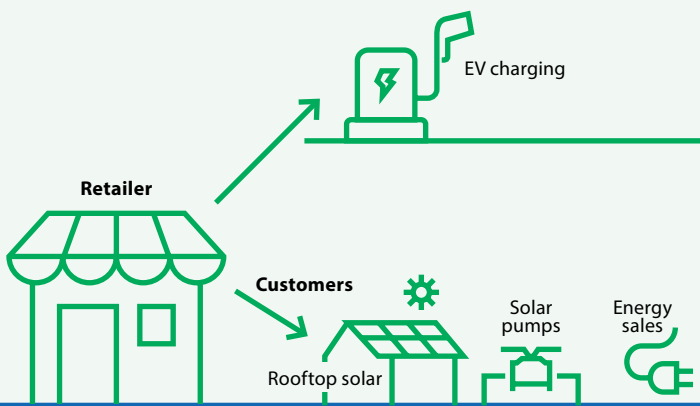 EV charging
Retailer
Customers
Solar
pumps
Energy
sales
Rooftop solar